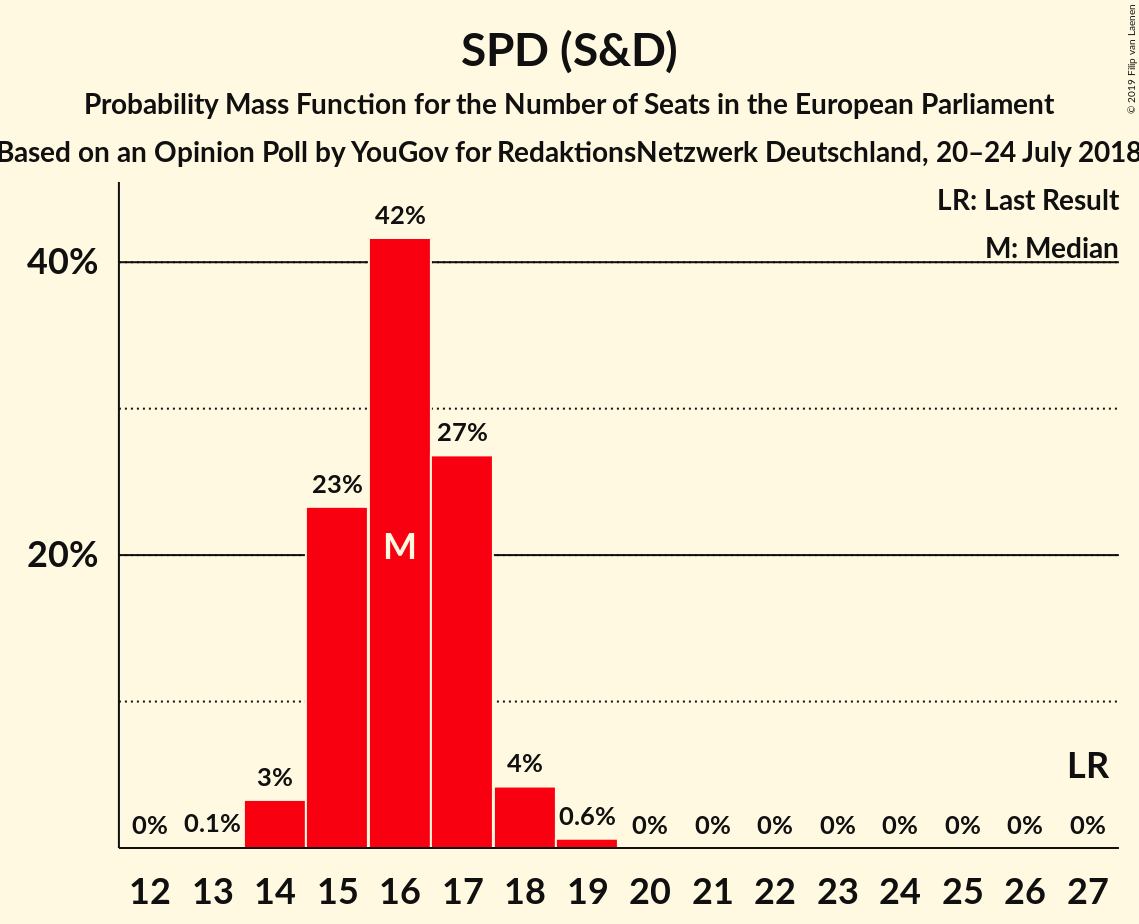 SPD (S&D)
Probability Mass Function for the Number of Seats in the European Parliament
Based on an Opinion Poll by YouGov for RedaktionsNetzwerk Deutschland, 20–24 July 2018
© 2019 Filip van Laenen
LR: Last Result
M: Median
40%
20%
0% 0.1% 3% 23% 42% 27% 4% 0.6% 0% 0% 0% 0% 0% 0% 0% 0%
M
LR
12 13 14 15 16 17 18 19 20 21 22 23 24 25 26 27